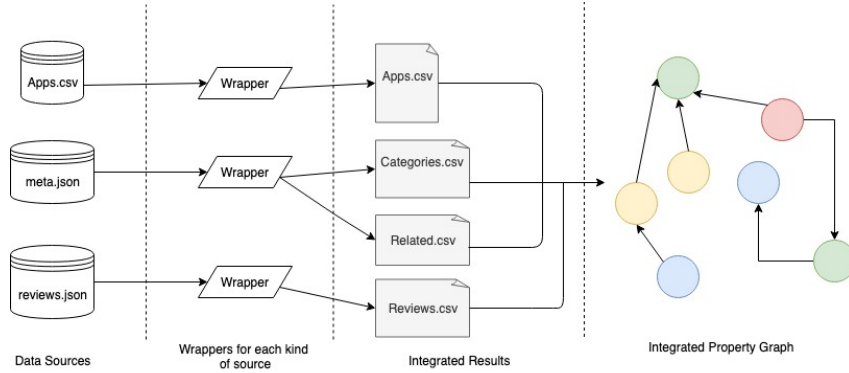 Apps.csv
Wrapper
Apps.csv
meta.json
Wrapper
Categories.csv
Related.csv
reviews.json
Wrapper
Reviews.csv
Data Sources
Wrappers for each kind
of source
Integrated Results
Integrated Property Graph